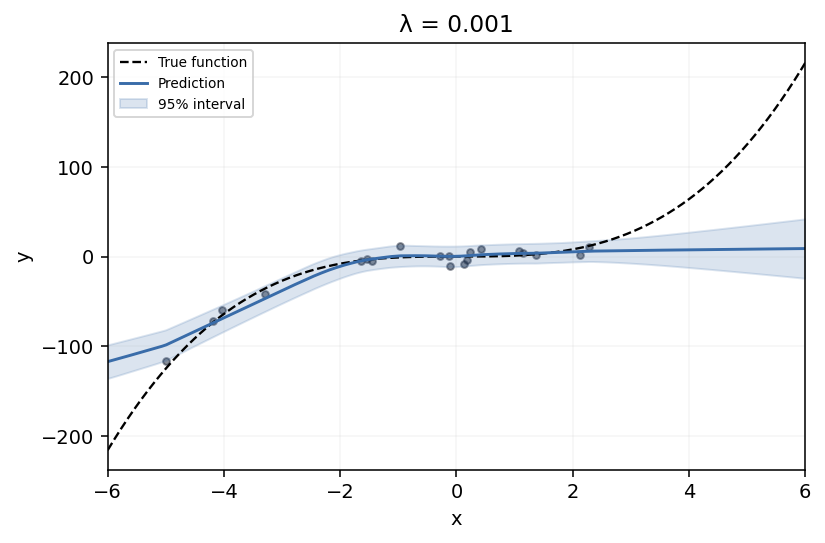 λ = 0.001
True function
Prediction
95% interval
200
100
0
−100
−200
y
−6 −4 −2 0 2 4 6
x